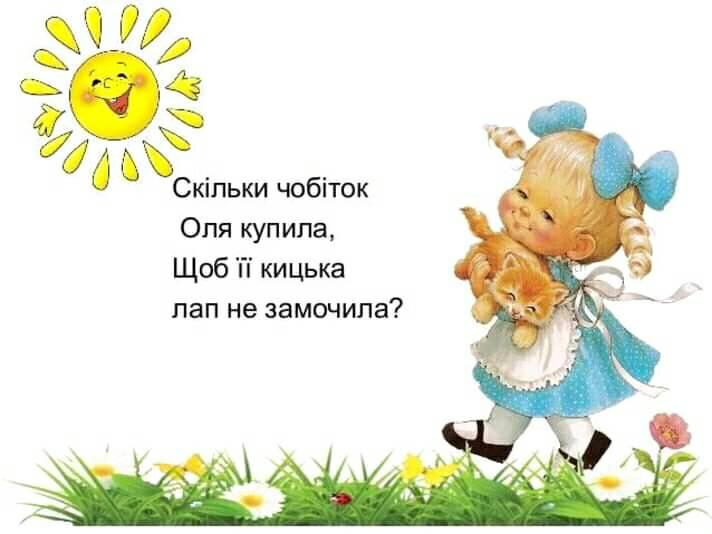 Скільки чобіток
Оля купила,
Щоб її кицька
лап не замочила?